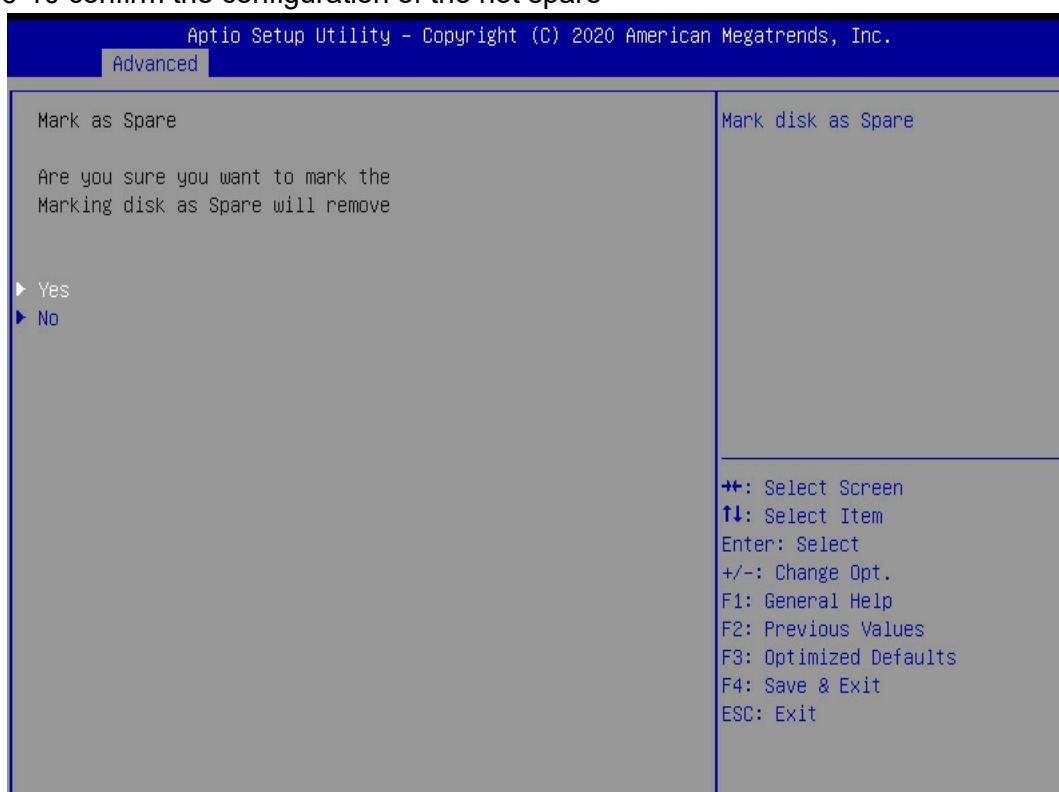 confirm the configuration of the hot spare
Aptio Setup Utility – Copyright (C) 2020 American Megatrends, Inc.
Advanced
Mark as Spare
Are you sure you want to mark the
Marking disk as Spare will remove
Yes
No
Mark disk as Spare
→←: Select Screen
↑↓: Select Item
Enter: Select
+/-: Change Opt.
F1: General Help
F2: Previous Values
F3: Optimized Defaults
F4: Save & Exit
ESC: Exit